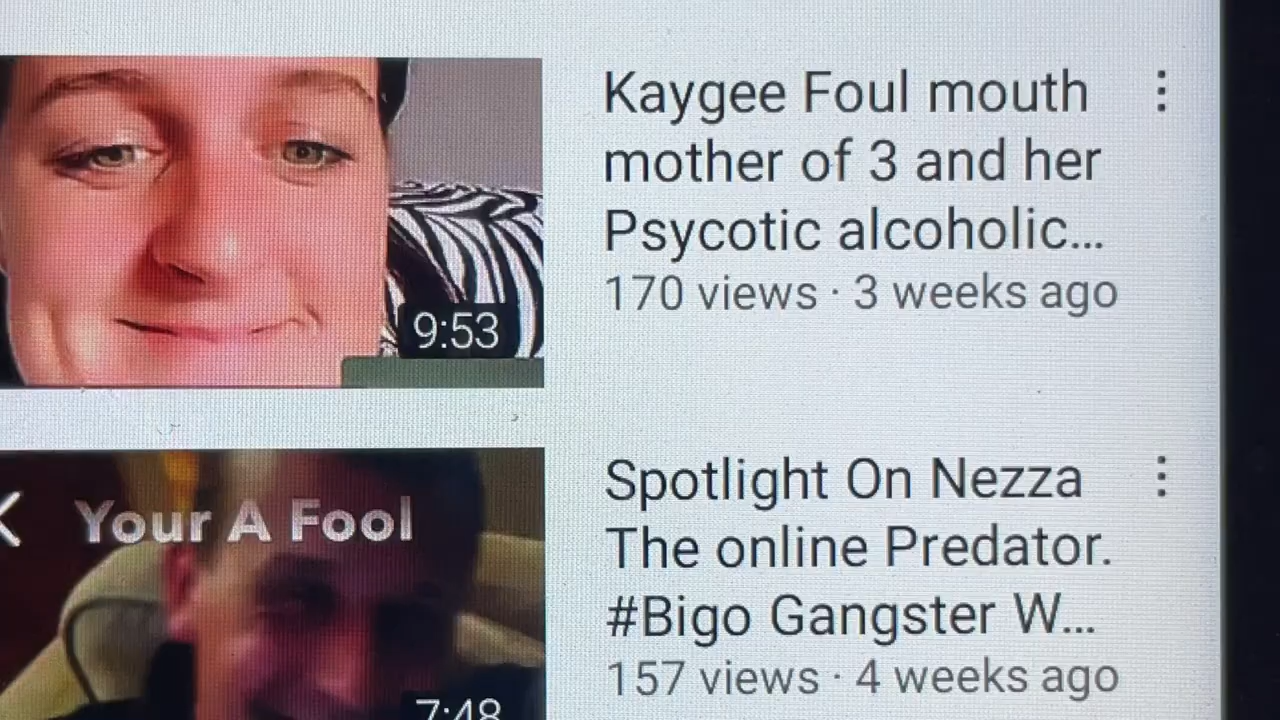 Kaygee Foul mouth
mother of 3 and her
Psycotic alcoholic...
170 views · 3 weeks ago
9:53
Your A Fool
Spotlight On Nezza
The online Predator.
#Bigo Gangster W...
157 views · 4 weeks ago
7:48